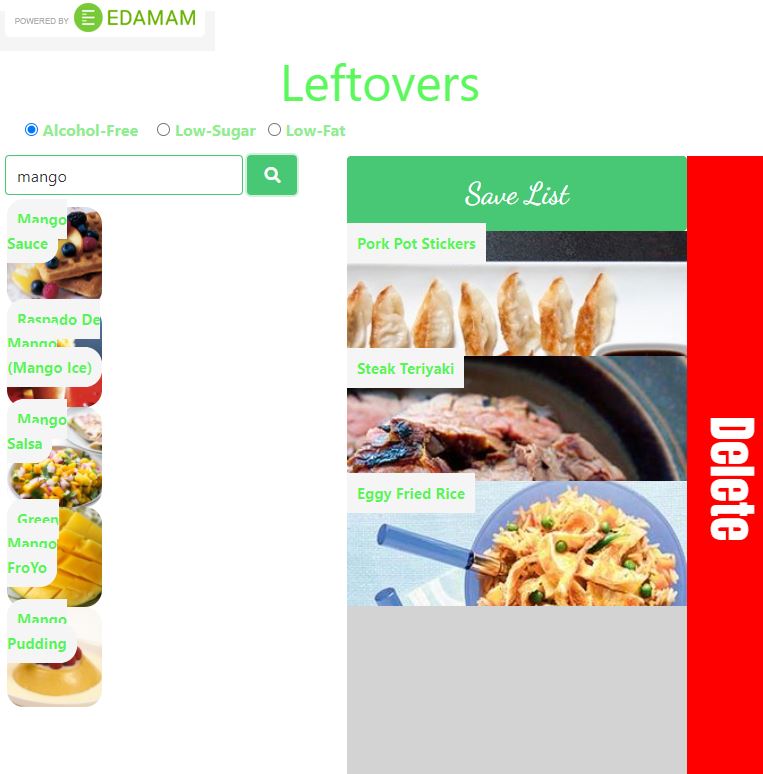 POWERED BY EDAMAM
Leftovers
Alcohol-Free Low-Sugar Low-Fat
mango
Mango
Sauce
Raspado De
Mango
(Mango Ice)
Mango
Salsa
Green
Mango
FroYo
Mango
Pudding
Save List
Pork Pot Stickers
Steak Teriyaki
Eggy Fried Rice
Delete